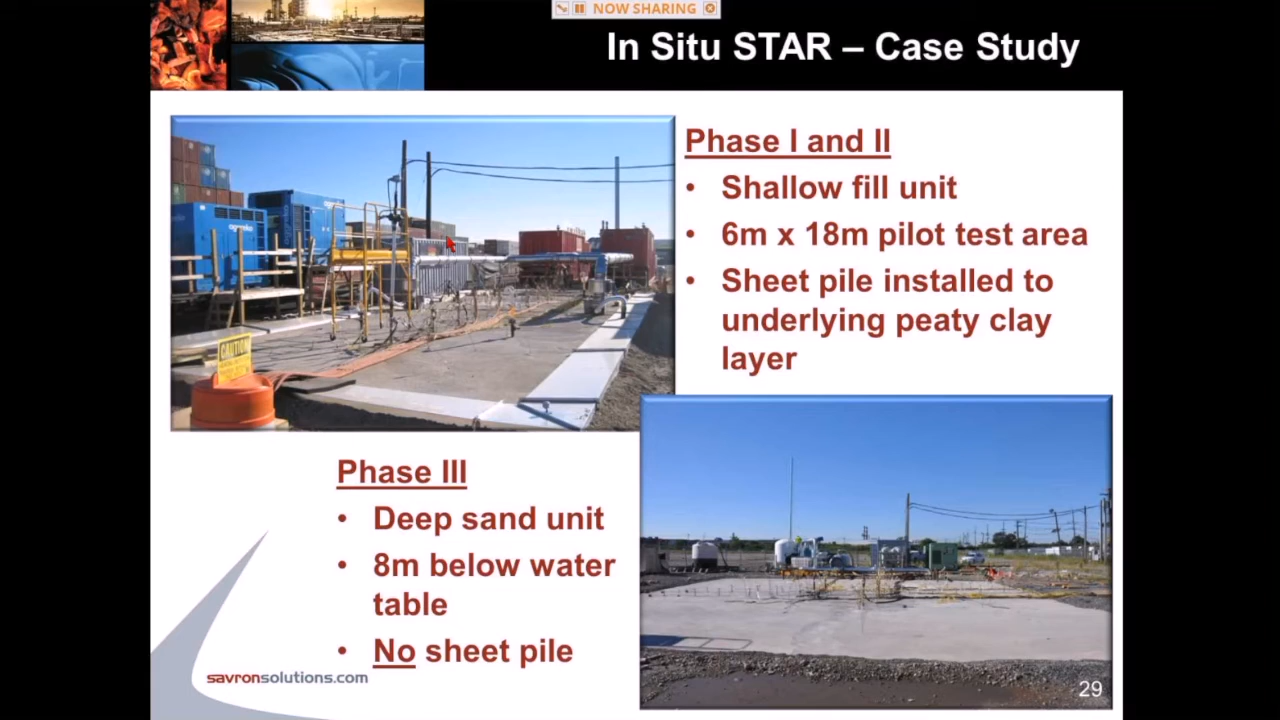 NOW SHARING
In Situ STAR – Case Study
Phase I and II
• Shallow fill unit
• 6m x 18m pilot test area
• Sheet pile installed to
underlying peaty clay
layer
CAUTION
Phase III
• Deep sand unit
• 8m below water
table
• No sheet pile
savronsolutions.com
29